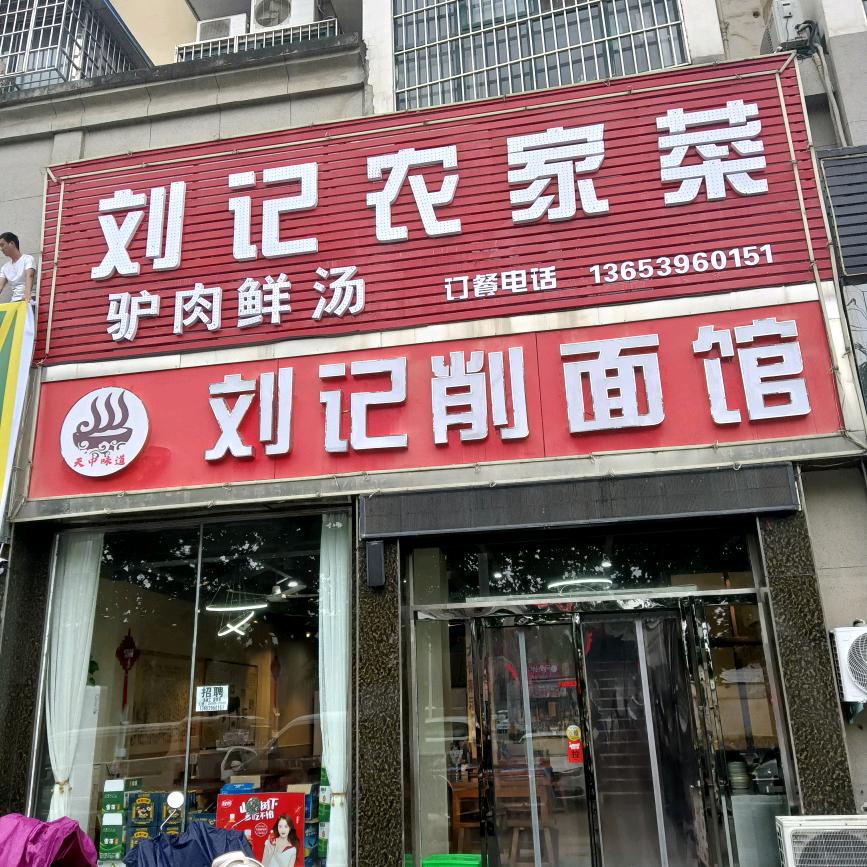 刘记农家菜
驴肉鲜汤
订餐电话 13653960151
刘记削面馆
天中味道
招聘